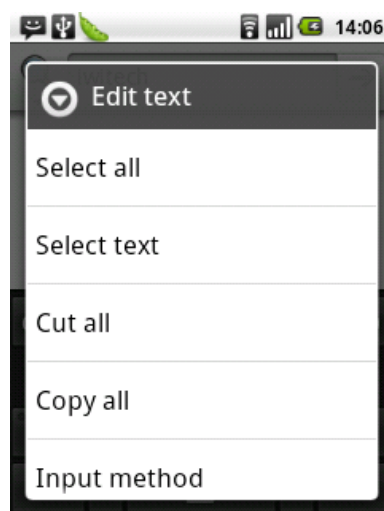 14:06
Edit text
Select all
Select text
Cut all
Copy all
Input method